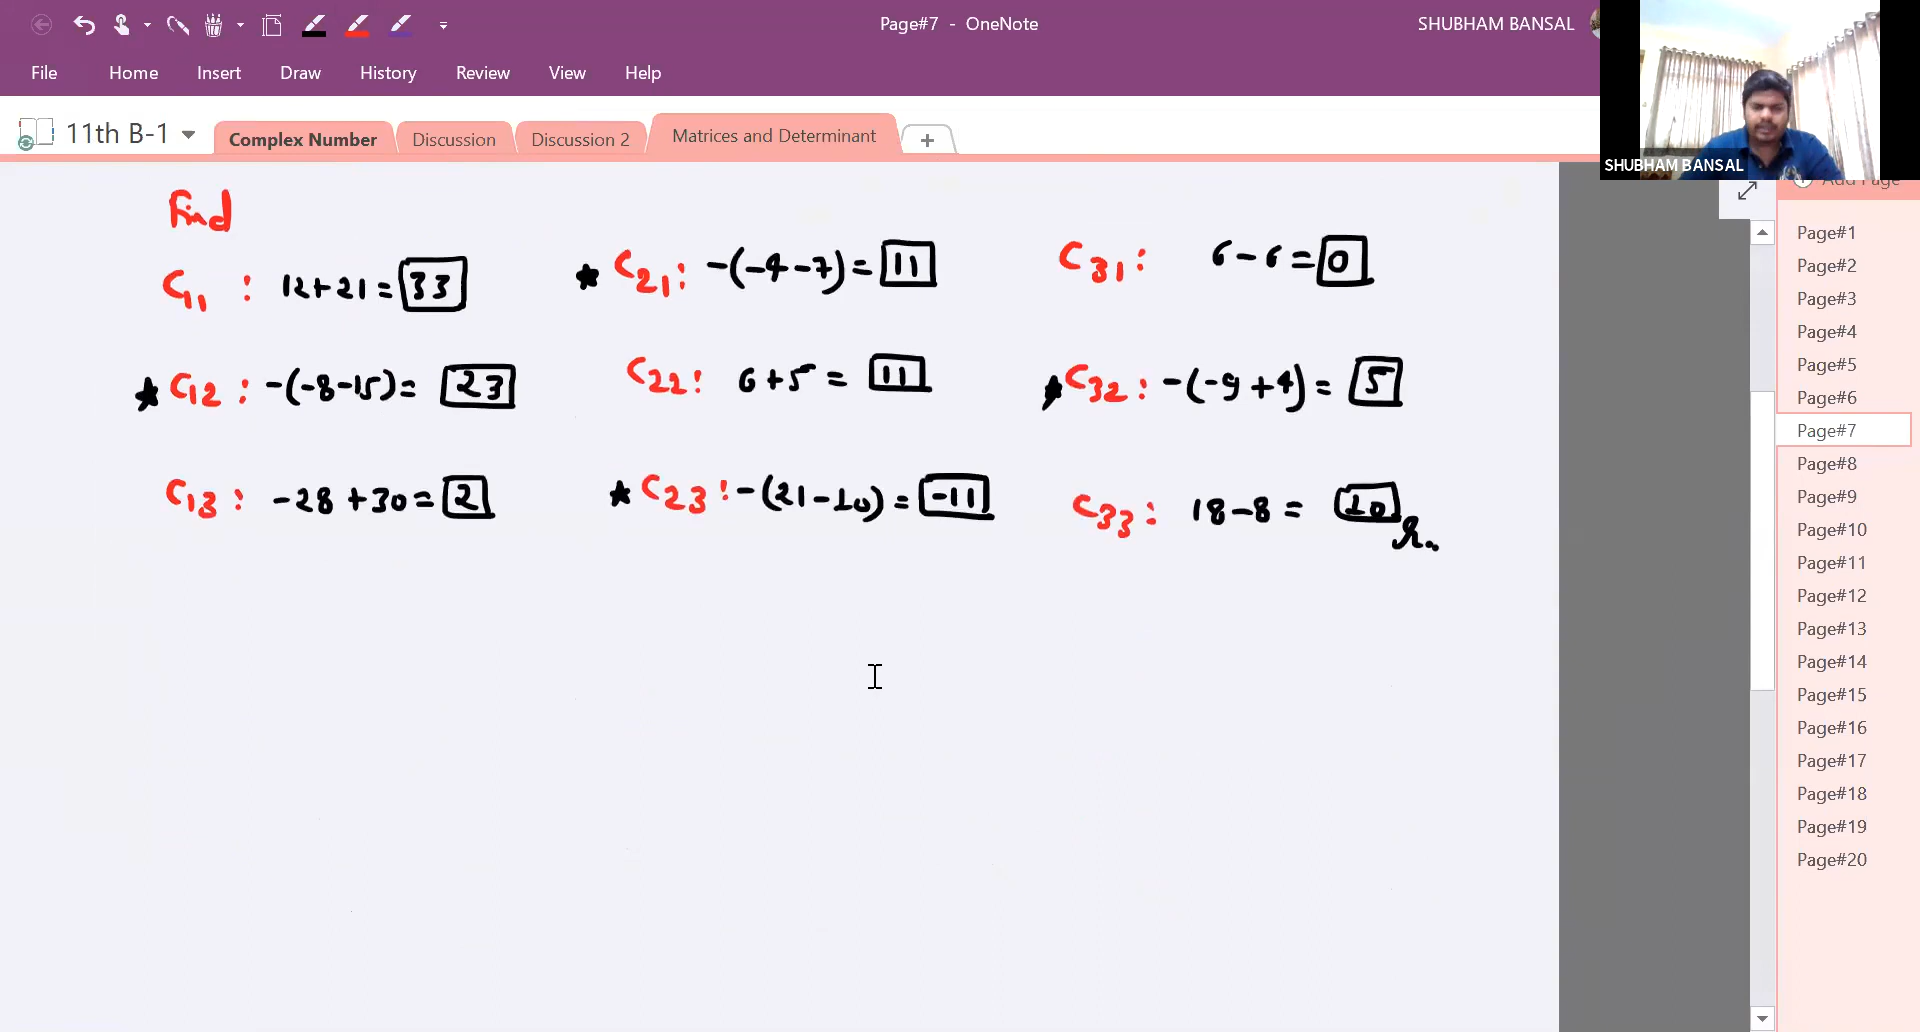 Page#7 - OneNote
SHUBHAM BANSAL
File Home Insert Draw History Review View Help
SHUBHAM BANSAL
11th B-1
Complex Number
Discussion
Discussion 2
Matrices and Determinant
Add Page
Find
C11 : 12+21 = 33
★ C21 : -(-4-7) = 11
C31 : 6-6 = 0
★ C12 : -(-8-15) = 23
C22 : 6+5 = 11
★ C32 : -(-9+4) = 5
C13 : -28+30 = 2
★ C23 : -(21-10) = -11
C33 : 18-8 = 10
Page#1
Page#2
Page#3
Page#4
Page#5
Page#6
Page#7
Page#8
Page#9
Page#10
Page#11
Page#12
Page#13
Page#14
Page#15
Page#16
Page#17
Page#18
Page#19
Page#20